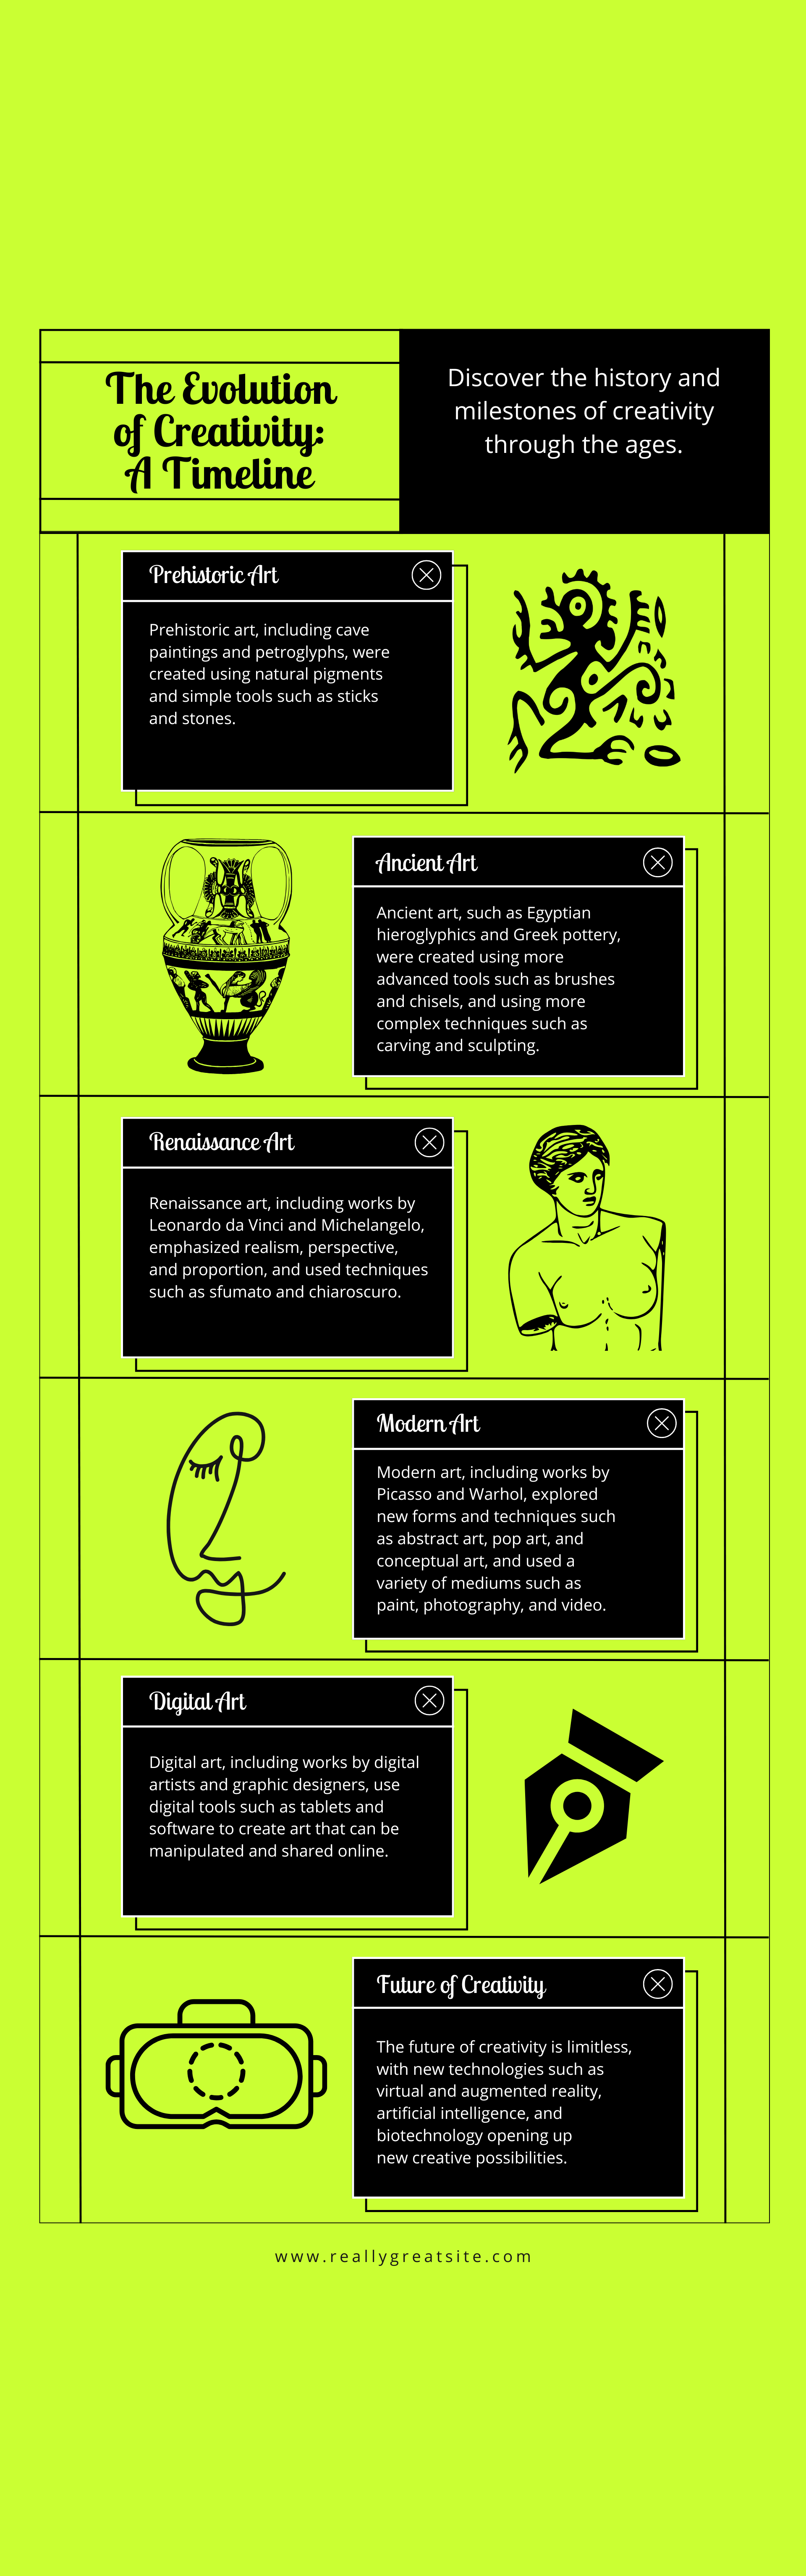 The Evolution
of Creativity:
A Timeline
Discover the history and
milestones of creativity
through the ages.
Prehistoric Art
Prehistoric art, including cave
paintings and petroglyphs, were
created using natural pigments
and simple tools such as sticks
and stones.
Ancient Art
Ancient art, such as Egyptian
hieroglyphics and Greek pottery,
were created using more
advanced tools such as brushes
and chisels, and using more
complex techniques such as
carving and sculpting.
Renaissance Art
Renaissance art, including works by
Leonardo da Vinci and Michelangelo,
emphasized realism, perspective,
and proportion, and used techniques
such as sfumato and chiaroscuro.
Modern Art
Modern art, including works by
Picasso and Warhol, explored
new forms and techniques such
as abstract art, pop art, and
conceptual art, and used a
variety of mediums such as
paint, photography, and video.
Digital Art
Digital art, including works by digital
artists and graphic designers, use
digital tools such as tablets and
software to create art that can be
manipulated and shared online.
Future of Creativity
The future of creativity is limitless,
with new technologies such as
virtual and augmented reality,
artificial intelligence, and
biotechnology opening up
new creative possibilities.
www.reallygreatsite.com